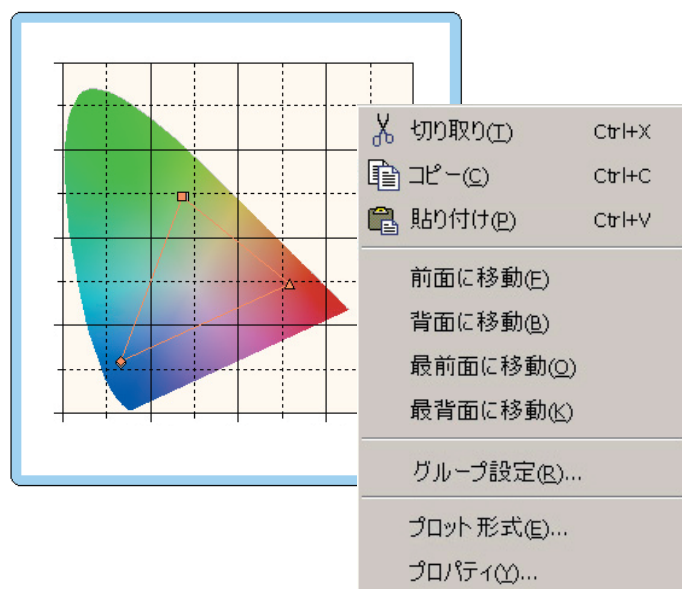 切り取り(T) Ctrl+X
コピー(C) Ctrl+C
貼り付け(P) Ctrl+V
前面に移動(F)
背面に移動(B)
最前面に移動(O)
最背面に移動(K)
グループ設定(R)...
プロット形式(E)...
プロパティ(Y)...